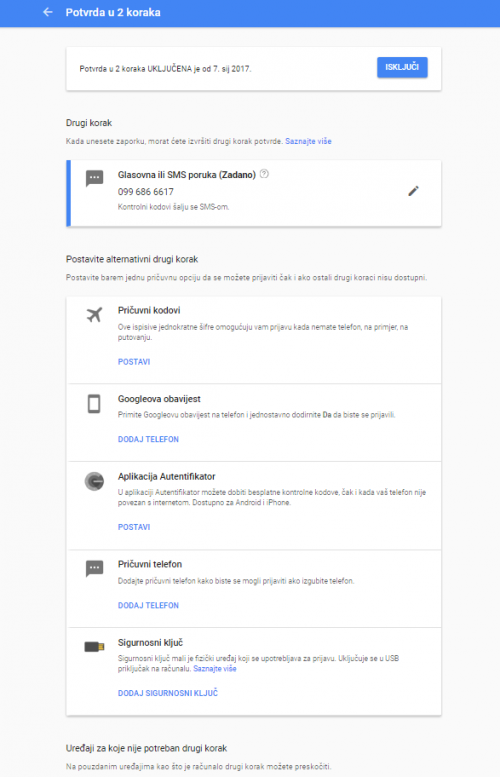 Potvrda u 2 koraka
Potvrda u 2 koraka UKLJUČENA je od 7. sij 2017.
ISKLJUČI
Drugi korak
Kada unesete zaporku, morat ćete izvršiti drugi korak potvrde. Saznajte više
Glasovna ili SMS poruka (Zadano)
099 686 6617
Kontrolni kodovi šalju se SMS-om.
Postavite alternativni drugi korak
Postavite barem jednu pričuvnu opciju da se možete prijaviti čak i ako ostali drugi koraci nisu dostupni.
Pričuvni kodovi
Ove ispisive jednokratne šifre omogućuju vam prijavu kada nemate telefon, na primjer, na
putovanju.
POSTAVI
Googleova obavijest
Primite Googleovu obavijest na telefon i jednostavno dodirnite Da da biste se prijavili.
DODAJ TELEFON
Aplikacija Autentifikator
U aplikaciji Autentifikator možete dobiti besplatne kontrolne kodove, čak i kada vaš telefon nije
povezan s internetom. Dostupno za Android i iPhone.
POSTAVI
Pričuvni telefon
Dodajte pričuvni telefon kako biste se mogli prijaviti ako izgubite telefon.
DODAJ TELEFON
Sigurnosni ključ
Sigurnosni ključ mali je fizički uređaj koji se upotrebljava za prijavu. Uključuje se u USB
priključak na računalu. Saznajte više
DODAJ SIGURNOSNI KLJUČ
Uređaji za koje nije potreban drugi korak
Na pouzdanim uređajima kao što je računalo drugi korak možete preskočiti.